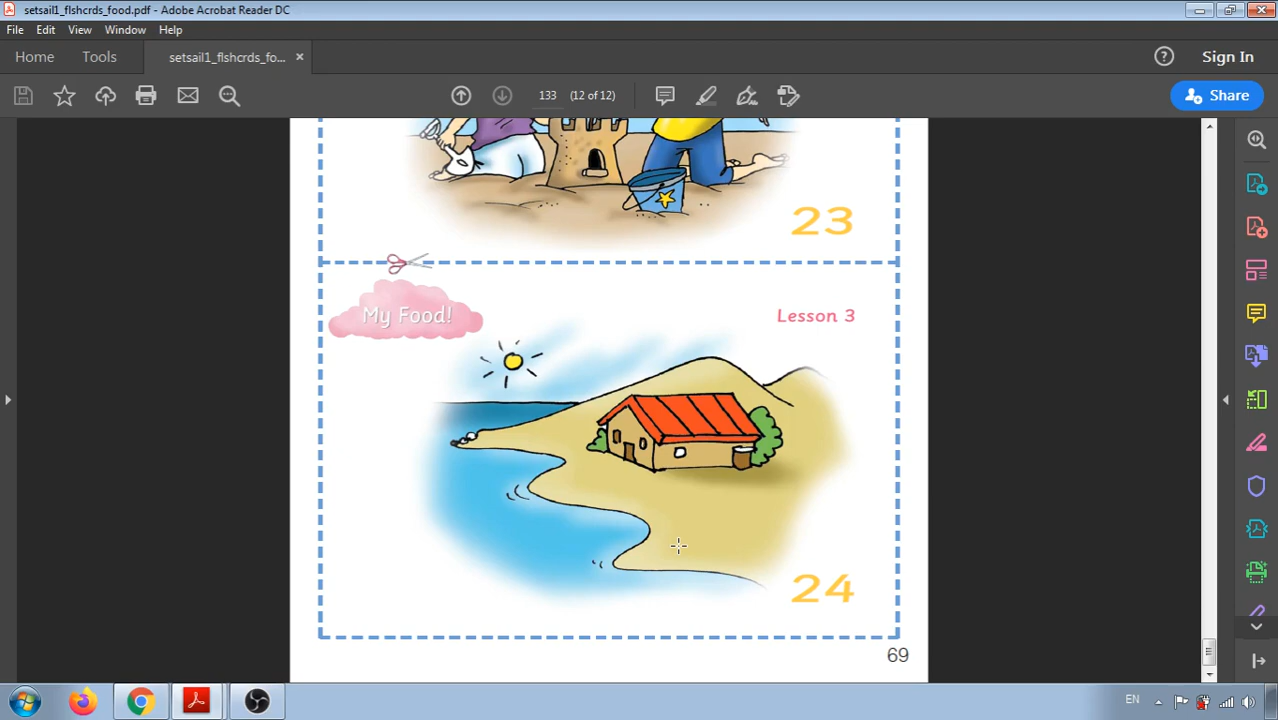 setsail1_flshcrds_food.pdf - Adobe Acrobat Reader DC
File Edit View Window Help
Home Tools setsail1_flshcrds_fo... × Sign In
133 (12 of 12) Share
23
My Food! Lesson 3
24
69
EN